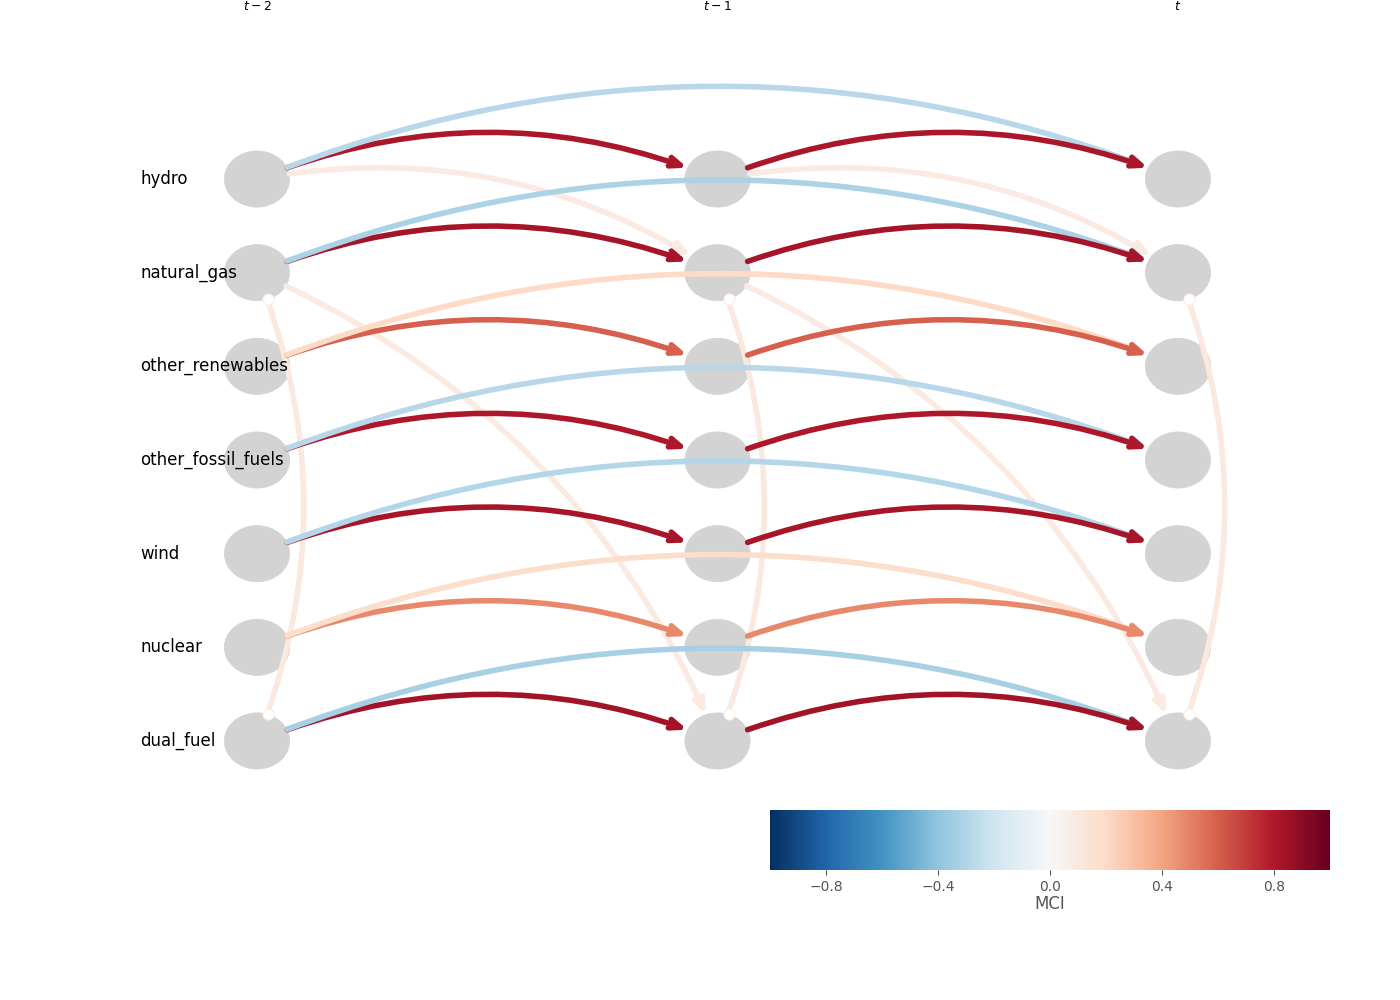 t − 2 t − 1 t
hydro
natural_gas
other_renewables
other_fossil_fuels
wind
nuclear
dual_fuel
−0.8 −0.4 0.0 0.4 0.8
MCI